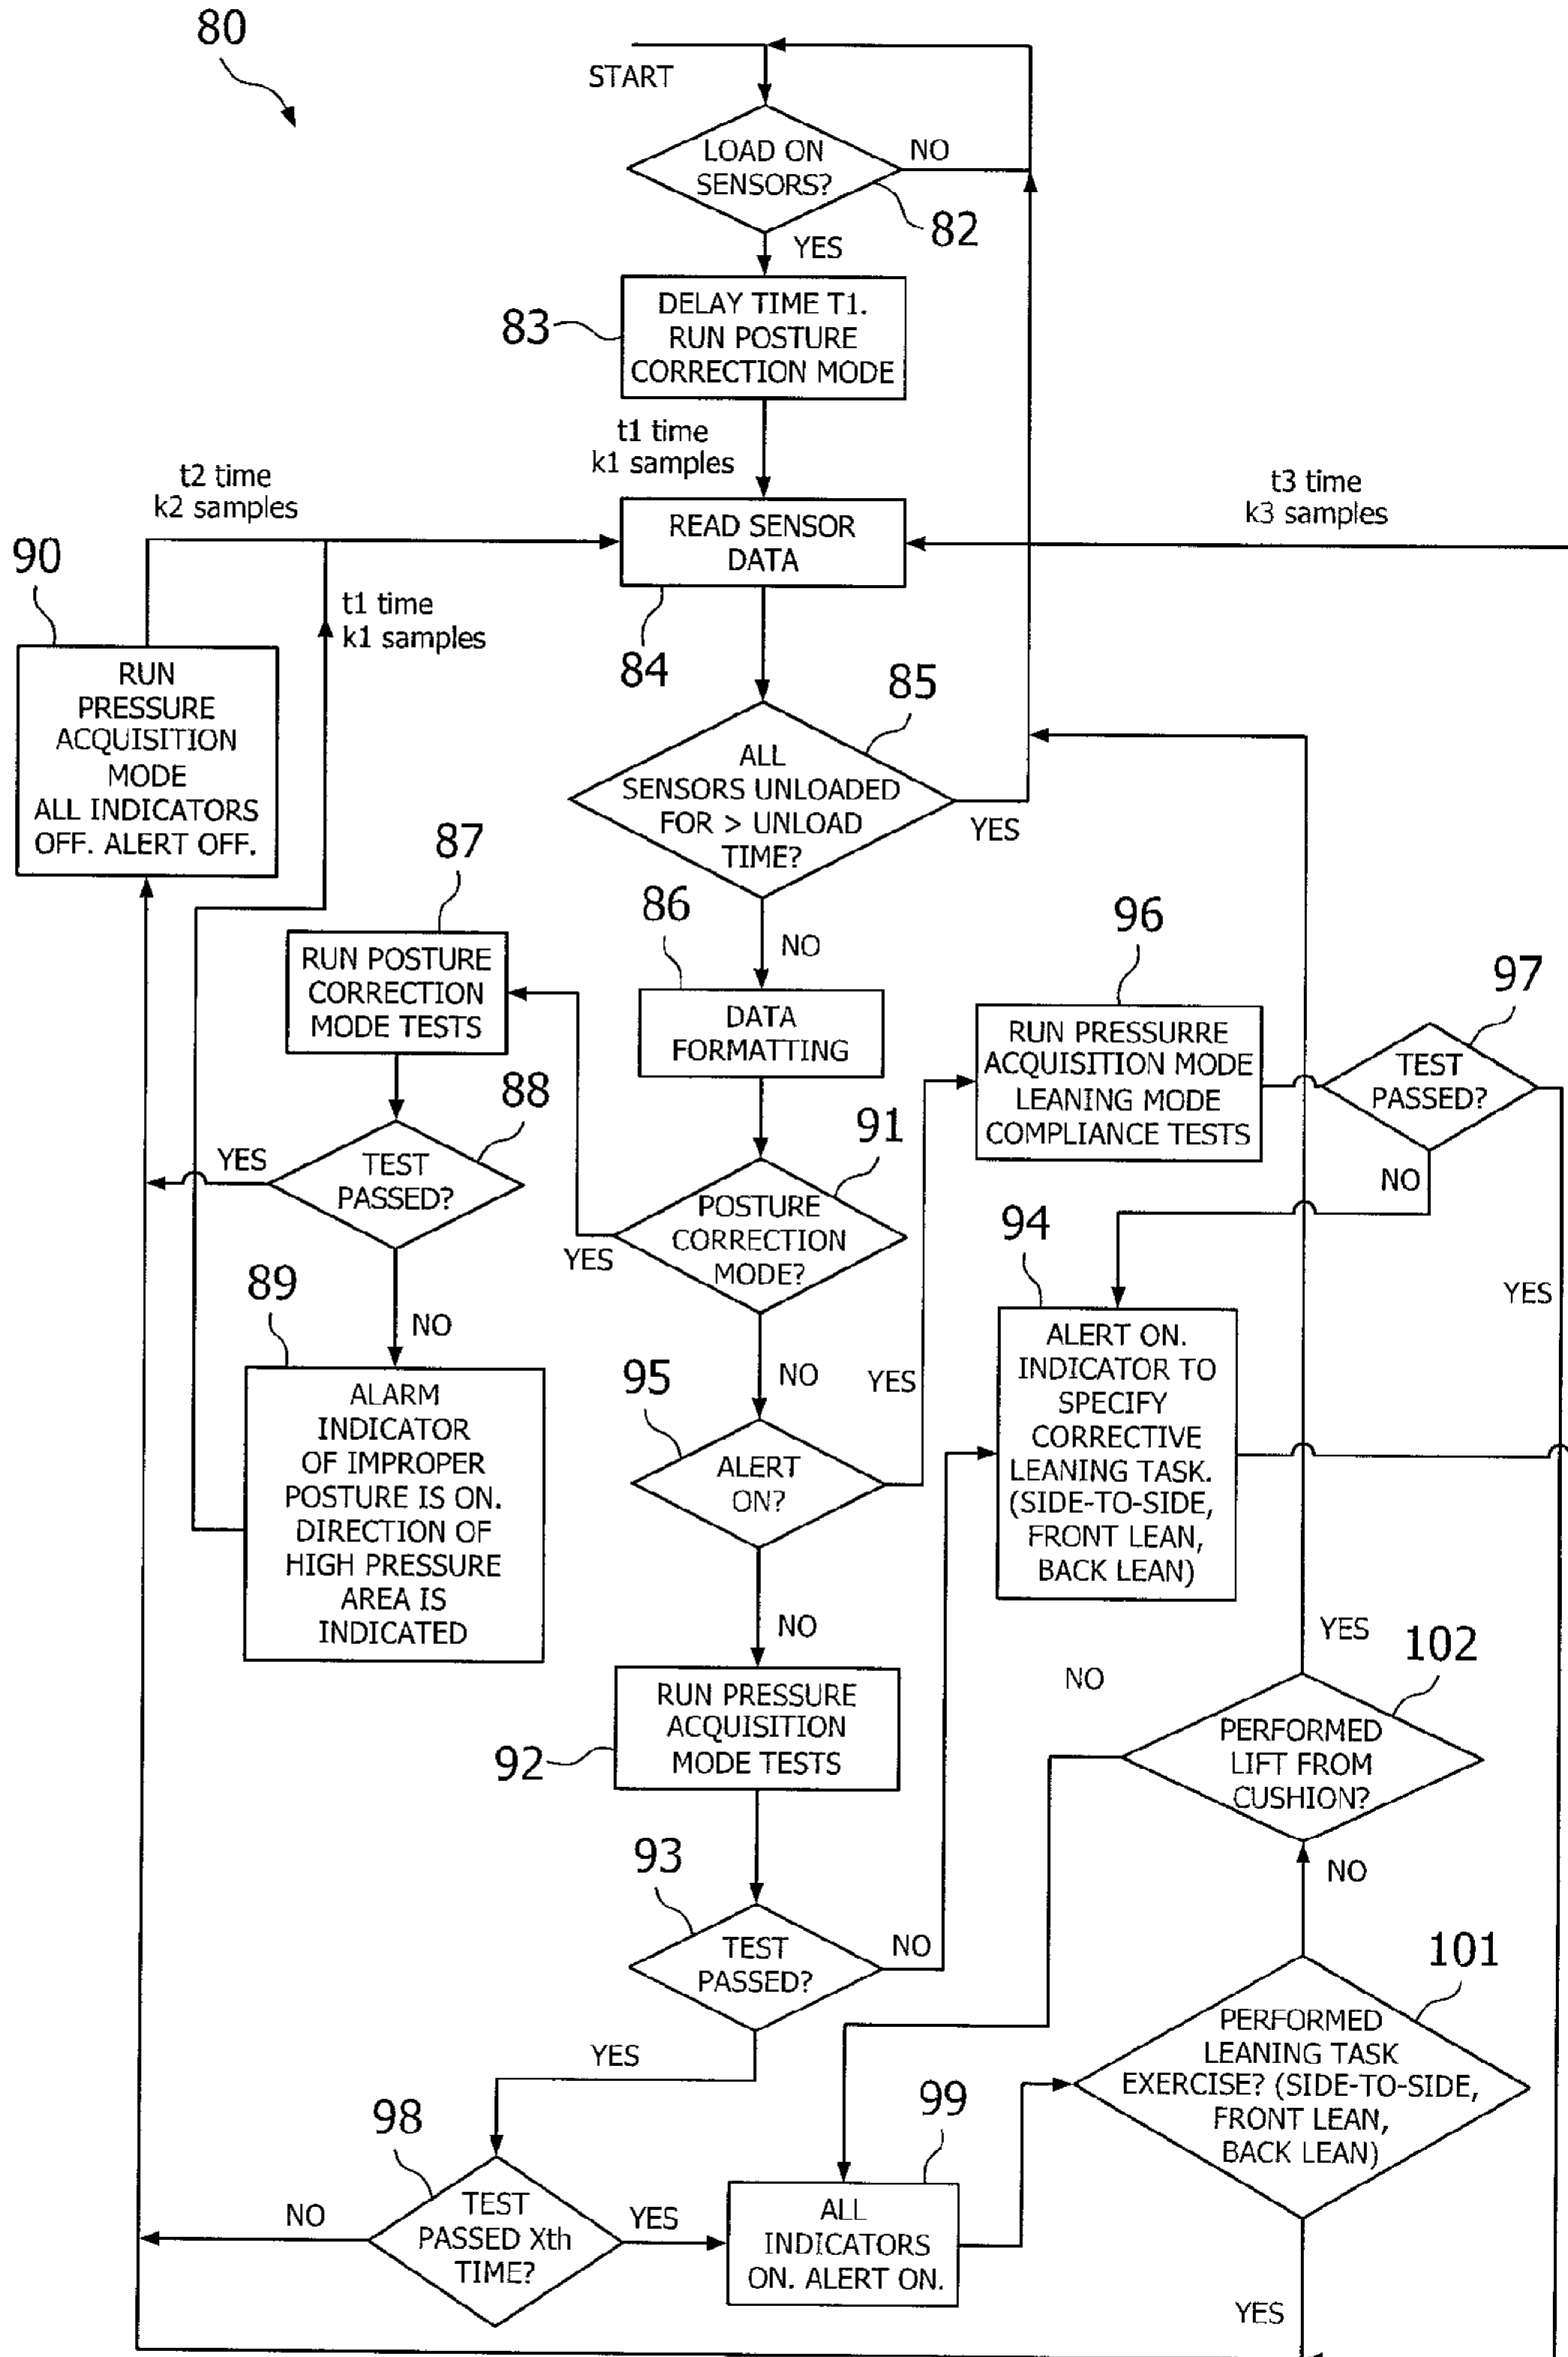 80
START
LOAD ON
SENSORS?
NO
82
YES
83
DELAY TIME T1.
RUN POSTURE
CORRECTION MODE
t1 time
k1 samples
t2 time
k2 samples
t3 time
k3 samples
READ SENSOR
DATA
84
90
t1 time
k1 samples
RUN
PRESSURE
ACQUISITION
MODE
ALL INDICATORS
OFF. ALERT OFF.
85
ALL
SENSORS UNLOADED
FOR > UNLOAD
TIME?
YES
NO
87
86
RUN POSTURE
CORRECTION
MODE TESTS
DATA
FORMATTING
96
RUN PRESSURRE
ACQUISITION MODE
LEANING MODE
COMPLIANCE TESTS
97
TEST
PASSED?
NO
YES
88
YES
TEST
PASSED?
NO
91
POSTURE
CORRECTION
MODE?
YES
NO
94
ALERT ON.
INDICATOR TO
SPECIFY
CORRECTIVE
LEANING TASK.
(SIDE-TO-SIDE,
FRONT LEAN,
BACK LEAN)
89
ALARM
INDICATOR
OF IMPROPER
POSTURE IS ON.
DIRECTION OF
HIGH PRESSURE
AREA IS
INDICATED
95
YES
ALERT
ON?
NO
92
RUN PRESSURE
ACQUISITION
MODE TESTS
YES
102
NO
PERFORMED
LIFT FROM
CUSHION?
NO
93
TEST
PASSED?
NO
YES
101
PERFORMED
LEANING TASK
EXERCISE? (SIDE-TO-SIDE,
FRONT LEAN,
BACK LEAN)
YES
98
NO
TEST
PASSED Xth
TIME?
YES
99
ALL
INDICATORS
ON. ALERT ON.